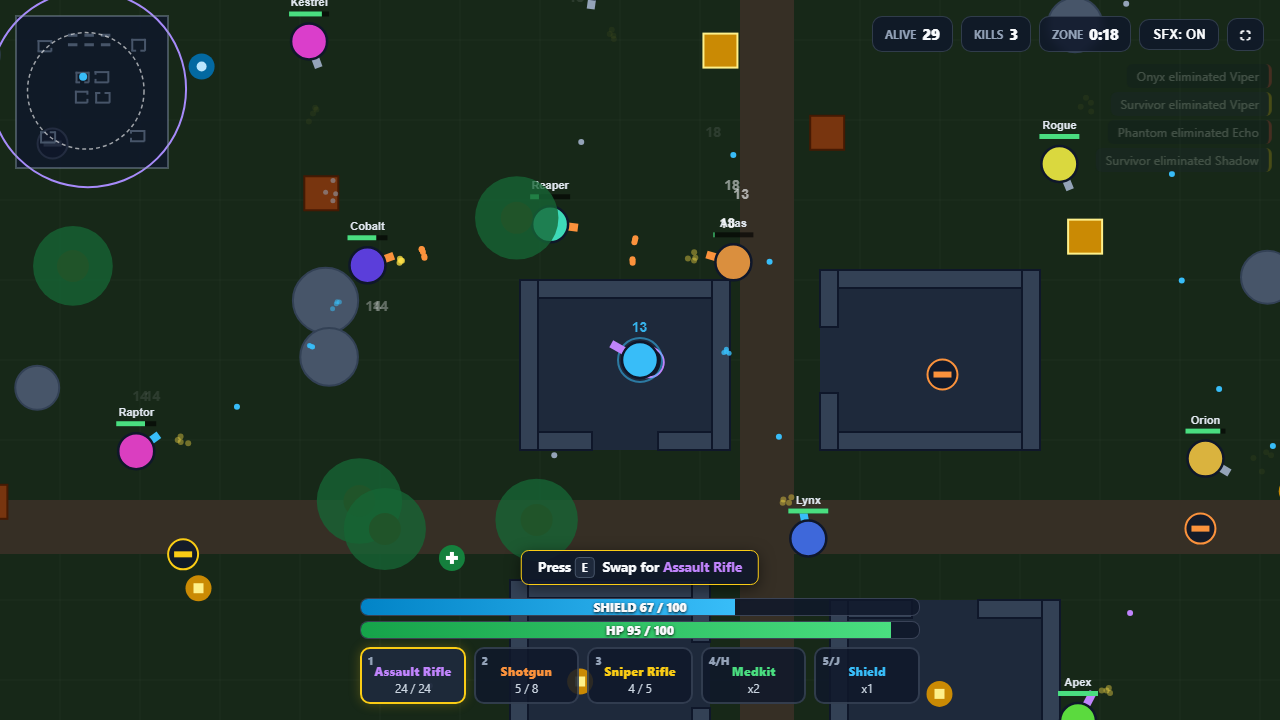 Kestrel
ALIVE 29
KILLS 3
ZONE 0:18
SFX: ON
Onyx eliminated Viper
Survivor eliminated Viper
Phantom eliminated Echo
Survivor eliminated Shadow
Rogue
18
Reaper
18
13
Cobalt
Atlas
13
Raptor
Orion
Lynx
Press E Swap for Assault Rifle
SHIELD 67 / 100
HP 95 / 100
1
Assault Rifle
24 / 24
2
Shotgun
5 / 8
3
Sniper Rifle
4 / 5
4/H
Medkit
x2
5/J
Shield
x1
Apex